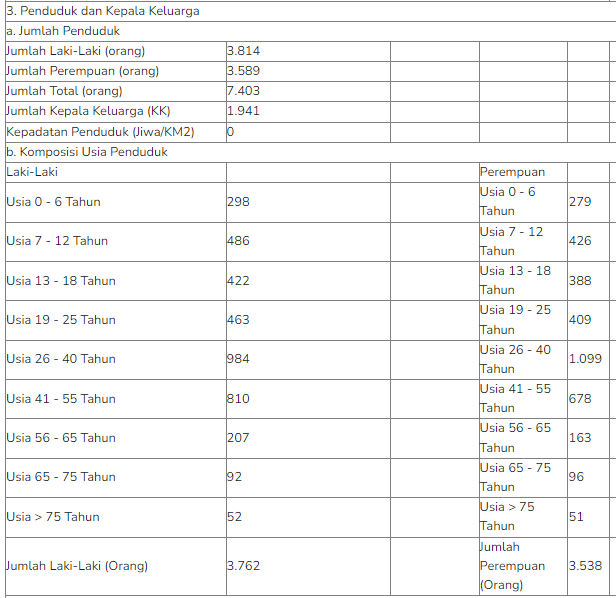 3. Penduduk dan Kepala Keluarga
a. Jumlah Penduduk
Jumlah Laki-Laki (orang) 3.814
Jumlah Perempuan (orang) 3.589
Jumlah Total (orang) 7.403
Jumlah Kepala Keluarga (KK) 1.941
Kepadatan Penduduk (Jiwa/KM2) 0
b. Komposisi Usia Penduduk
Laki-Laki Perempuan
Usia 0 - 6 Tahun 298 Usia 0 - 6 Tahun 279
Usia 7 - 12 Tahun 486 Usia 7 - 12 Tahun 426
Usia 13 - 18 Tahun 422 Usia 13 - 18 Tahun 388
Usia 19 - 25 Tahun 463 Usia 19 - 25 Tahun 409
Usia 26 - 40 Tahun 984 Usia 26 - 40 Tahun 1.099
Usia 41 - 55 Tahun 810 Usia 41 - 55 Tahun 678
Usia 56 - 65 Tahun 207 Usia 56 - 65 Tahun 163
Usia 65 - 75 Tahun 92 Usia 65 - 75 Tahun 96
Usia > 75 Tahun 52 Usia > 75 Tahun 51
Jumlah Laki-Laki (Orang) 3.762 Jumlah Perempuan (Orang) 3.538